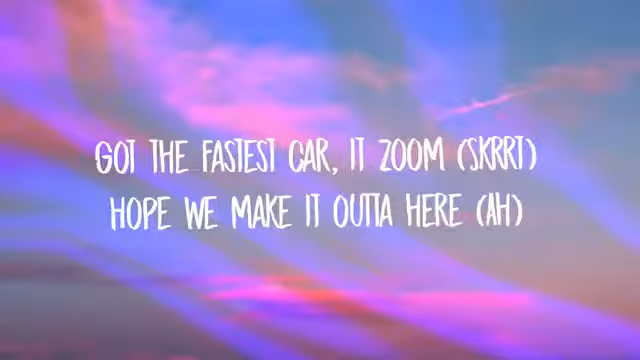 GOT THE FASTEST CAR, IT ZOOM (SKRRT)
HOPE WE MAKE IT OUTTA HERE (AH)